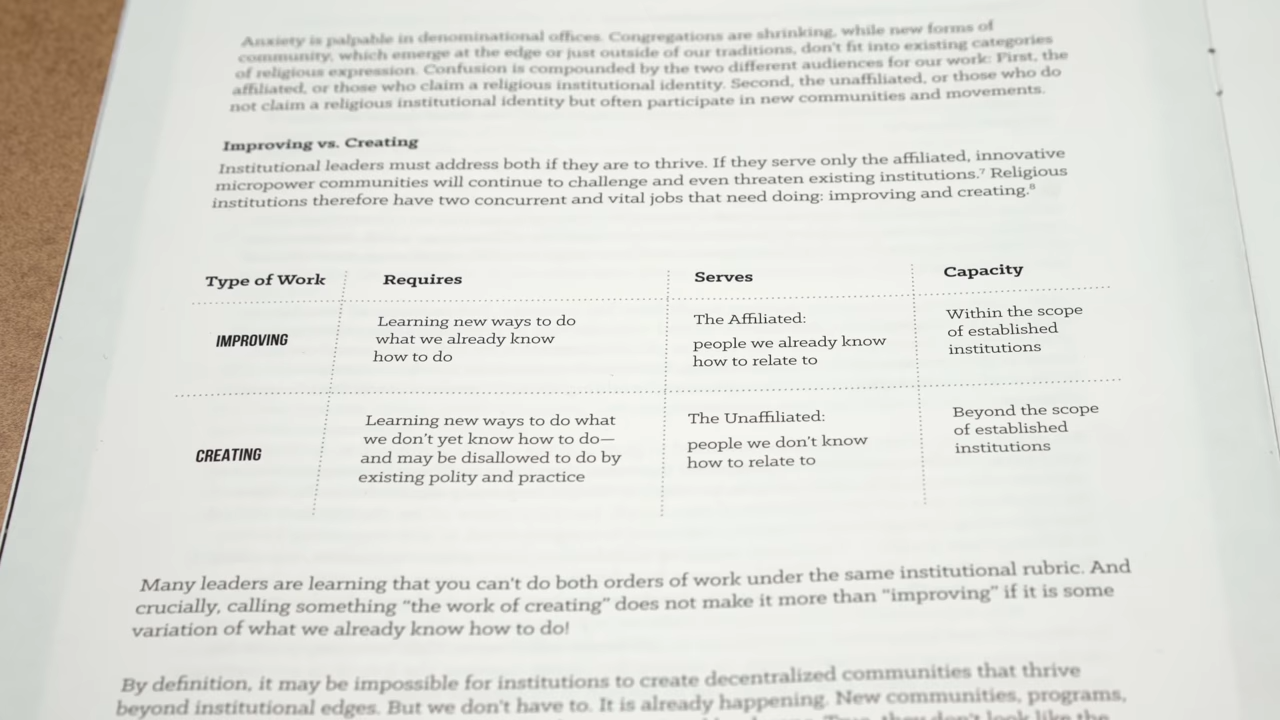 Anxiety is palpable in denominational offices. Congregations are shrinking, while new forms of
community, which emerge at the edge or just outside of our traditions, don't fit into existing categories
of religious expression. Confusion is compounded by the two different audiences for our work: First, the
affiliated, or those who claim a religious institutional identity. Second, the unaffiliated, or those who do
not claim a religious institutional identity but often participate in new communities and movements.
Improving vs. Creating
Institutional leaders must address both if they are to thrive. If they serve only the affiliated, innovative
micropower communities will continue to challenge and even threaten existing institutions.⁷ Religious
institutions therefore have two concurrent and vital jobs that need doing: improving and creating.⁸
Type of Work Requires Serves Capacity
IMPROVING
Learning new ways to do
what we already know
how to do
The Affiliated:
people we already know
how to relate to
Within the scope
of established
institutions
CREATING
Learning new ways to do what
we don't yet know how to do—
and may be disallowed to do by
existing polity and practice
The Unaffiliated:
people we don't know
how to relate to
Beyond the scope
of established
institutions
Many leaders are learning that you can't do both orders of work under the same institutional rubric. And
crucially, calling something “the work of creating” does not make it more than “improving” if it is some
variation of what we already know how to do!
By definition, it may be impossible for institutions to create decentralized communities that thrive
beyond institutional edges. But we don't have to. It is already happening. New communities, programs,
True, they don't look like the